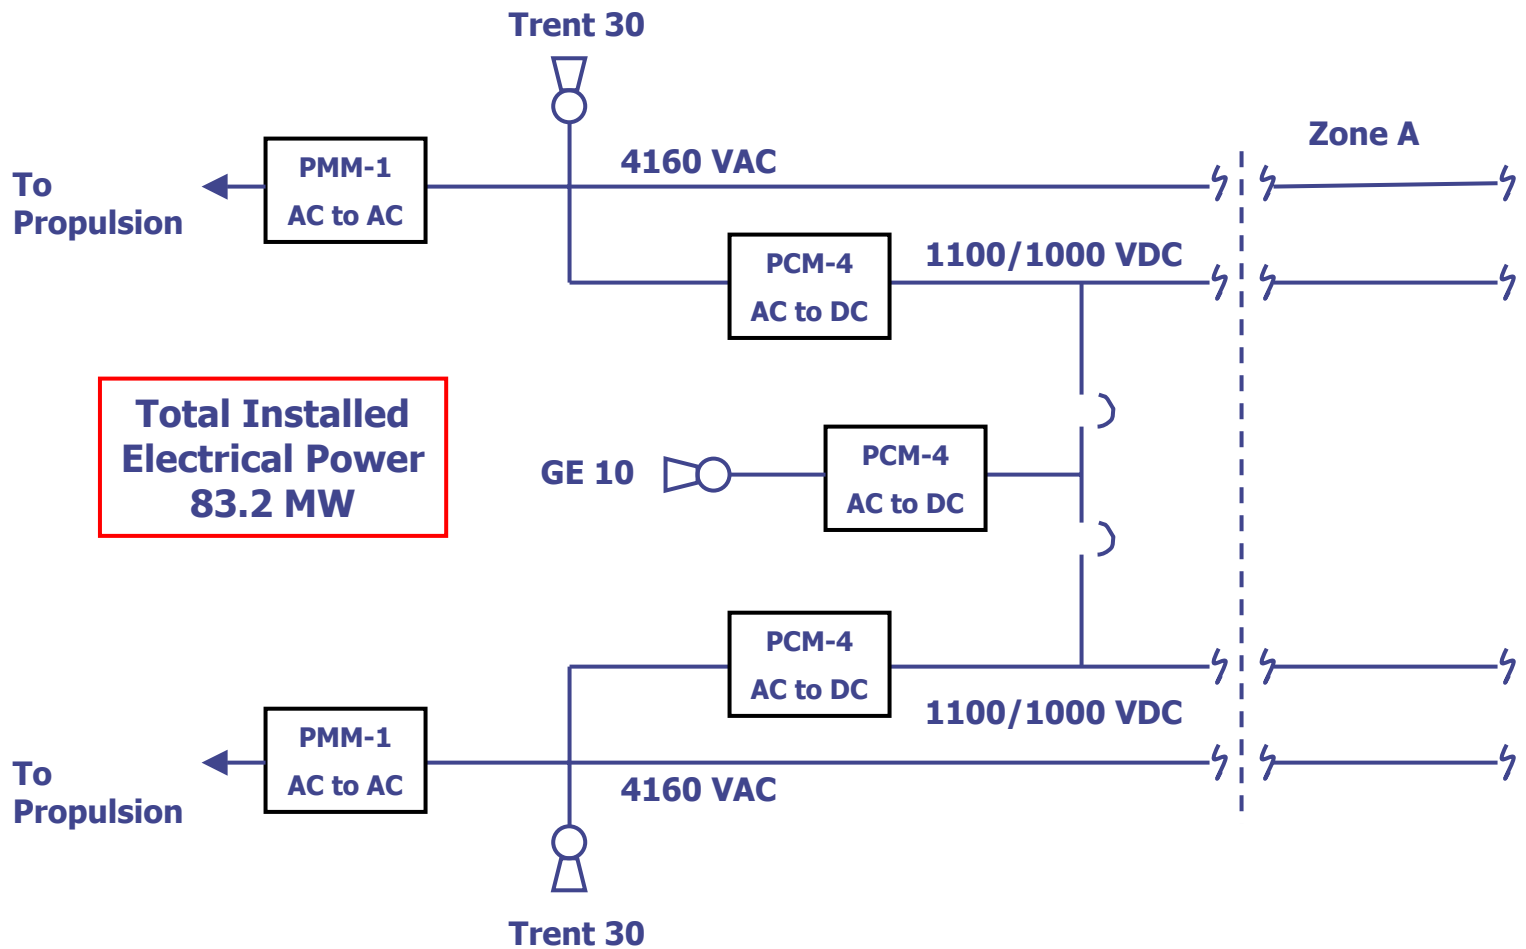 Trent 30
Zone A
4160 VAC
PMM-1
AC to AC
To
Propulsion
1100/1000 VDC
PCM-4
AC to DC
Total Installed
Electrical Power
83.2 MW
GE 10
PCM-4
AC to DC
PCM-4
AC to DC
1100/1000 VDC
PMM-1
AC to AC
To
Propulsion
4160 VAC
Trent 30